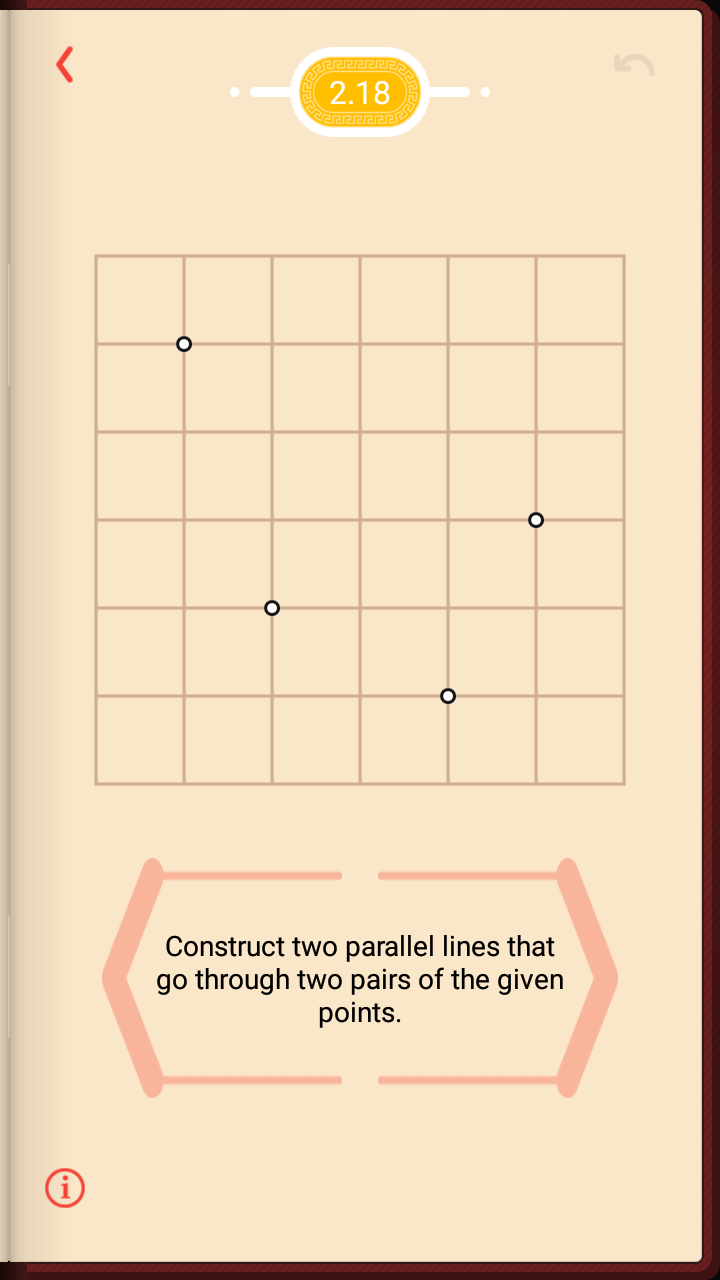 2.18
Construct two parallel lines that
go through two pairs of the given
points.
i